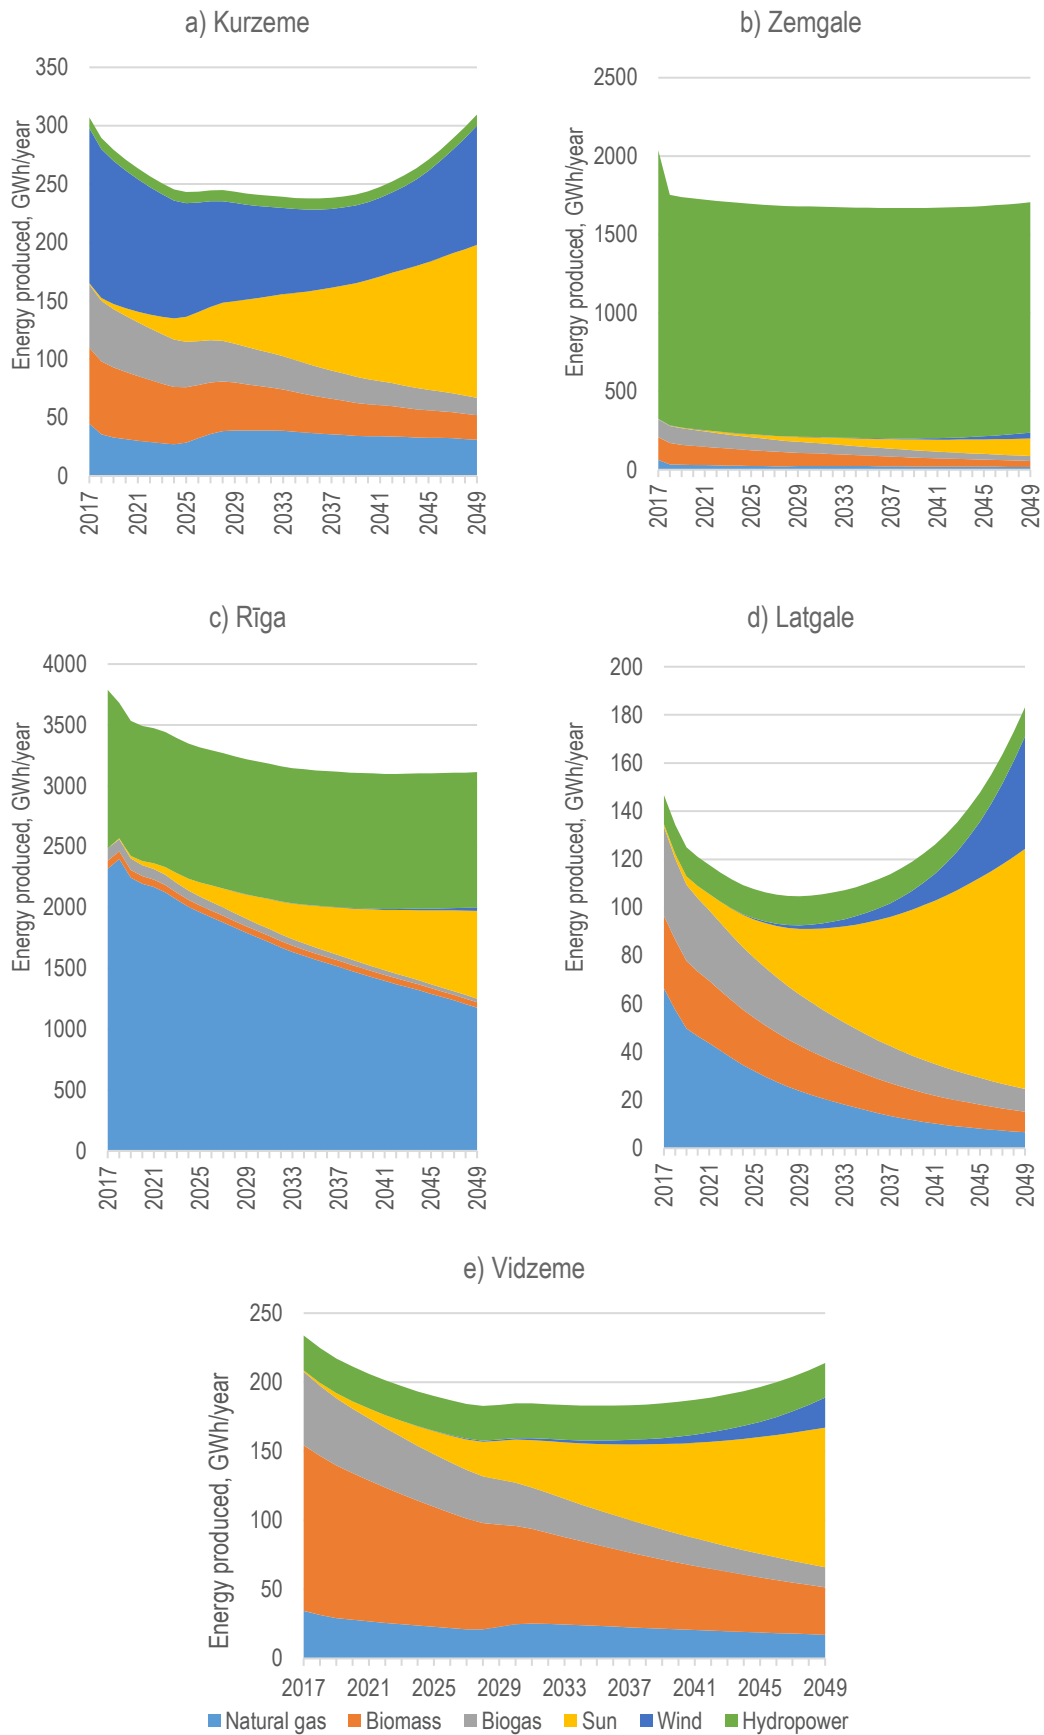 a) Kurzeme
Energy produced, GWh/year
350
300
250
200
150
100
50
0
2017 2021 2025 2029 2033 2037 2041 2045 2049
b) Zemgale
Energy produced, GWh/year
2500
2000
1500
1000
500
0
2017 2021 2025 2029 2033 2037 2041 2045 2049
c) Rīga
Energy produced, GWh/year
4000
3500
3000
2500
2000
1500
1000
500
0
2017 2021 2025 2029 2033 2037 2041 2045 2049
d) Latgale
Energy produced, GWh/year
200
180
160
140
120
100
80
60
40
20
0
2017 2021 2025 2029 2033 2037 2041 2045 2049
e) Vidzeme
Energy produced, GWh/year
250
200
150
100
50
0
2017 2021 2025 2029 2033 2037 2041 2045 2049
Natural gas Biomass Biogas Sun Wind Hydropower